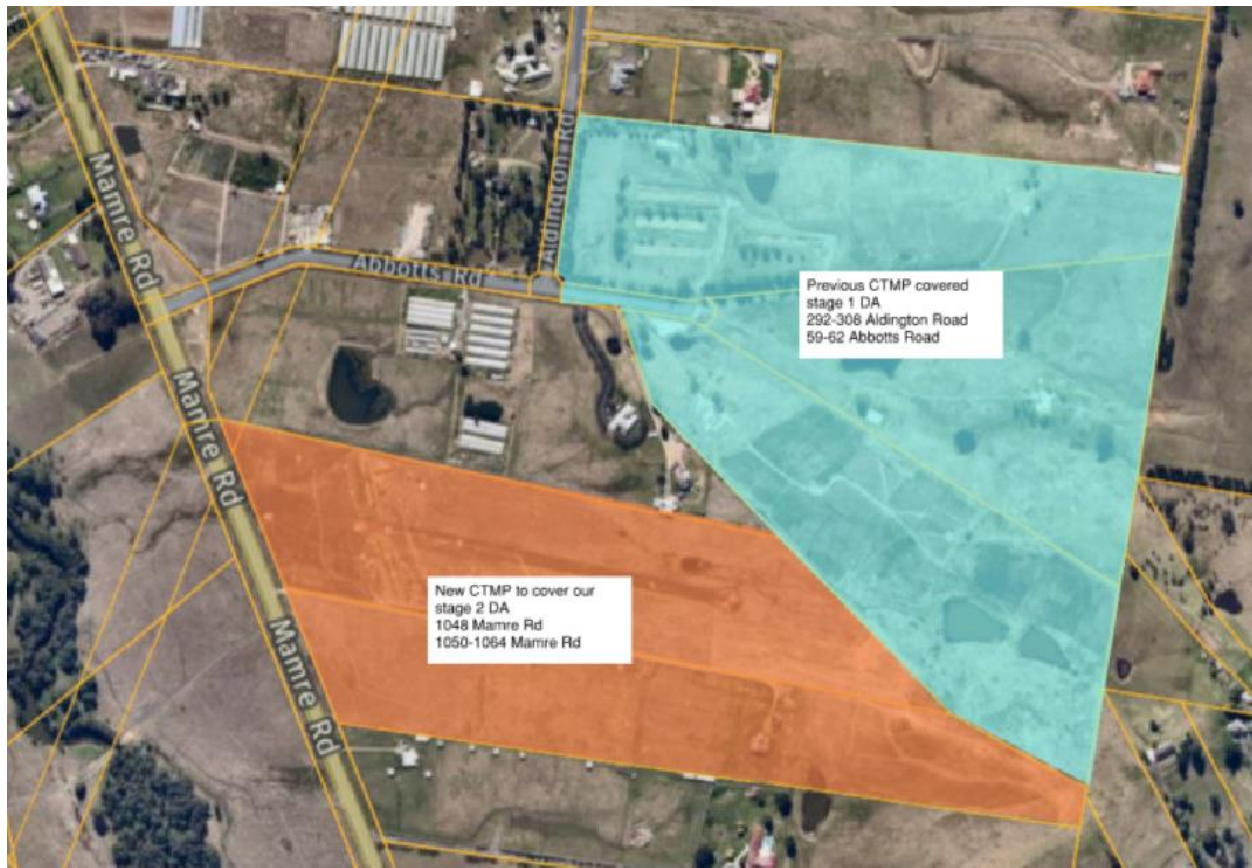 Mamre Rd
Aldington Rd
Abbotts Rd
Previous CTMP covered
stage 1 DA
292-308 Aldington Road
59-62 Abbotts Road
Mamre Rd
New CTMP to cover our
stage 2 DA
1048 Mamre Rd
1050-1064 Mamre Rd
Mamre Rd